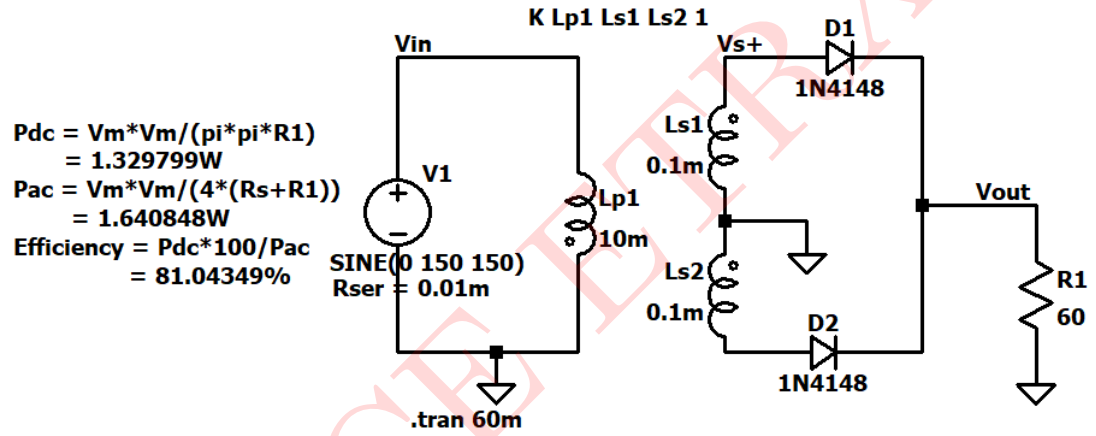 K Lp1 Ls1 Ls2 1
D1
Vin
Vs+
1N4148
Pdc = Vm*Vm/(pi*pi*R1)
= 1.329799W
Pac = Vm*Vm/(4*(Rs+R1))
= 1.640848W
Efficiency = Pdc*100/Pac
= 81.04349%
V1
SINE(0 150 150)
Rser = 0.01m
Lp1
10m
Ls1
0.1m
Ls2
0.1m
Vout
D2
1N4148
R1
60
.tran 60m
CE ETRA